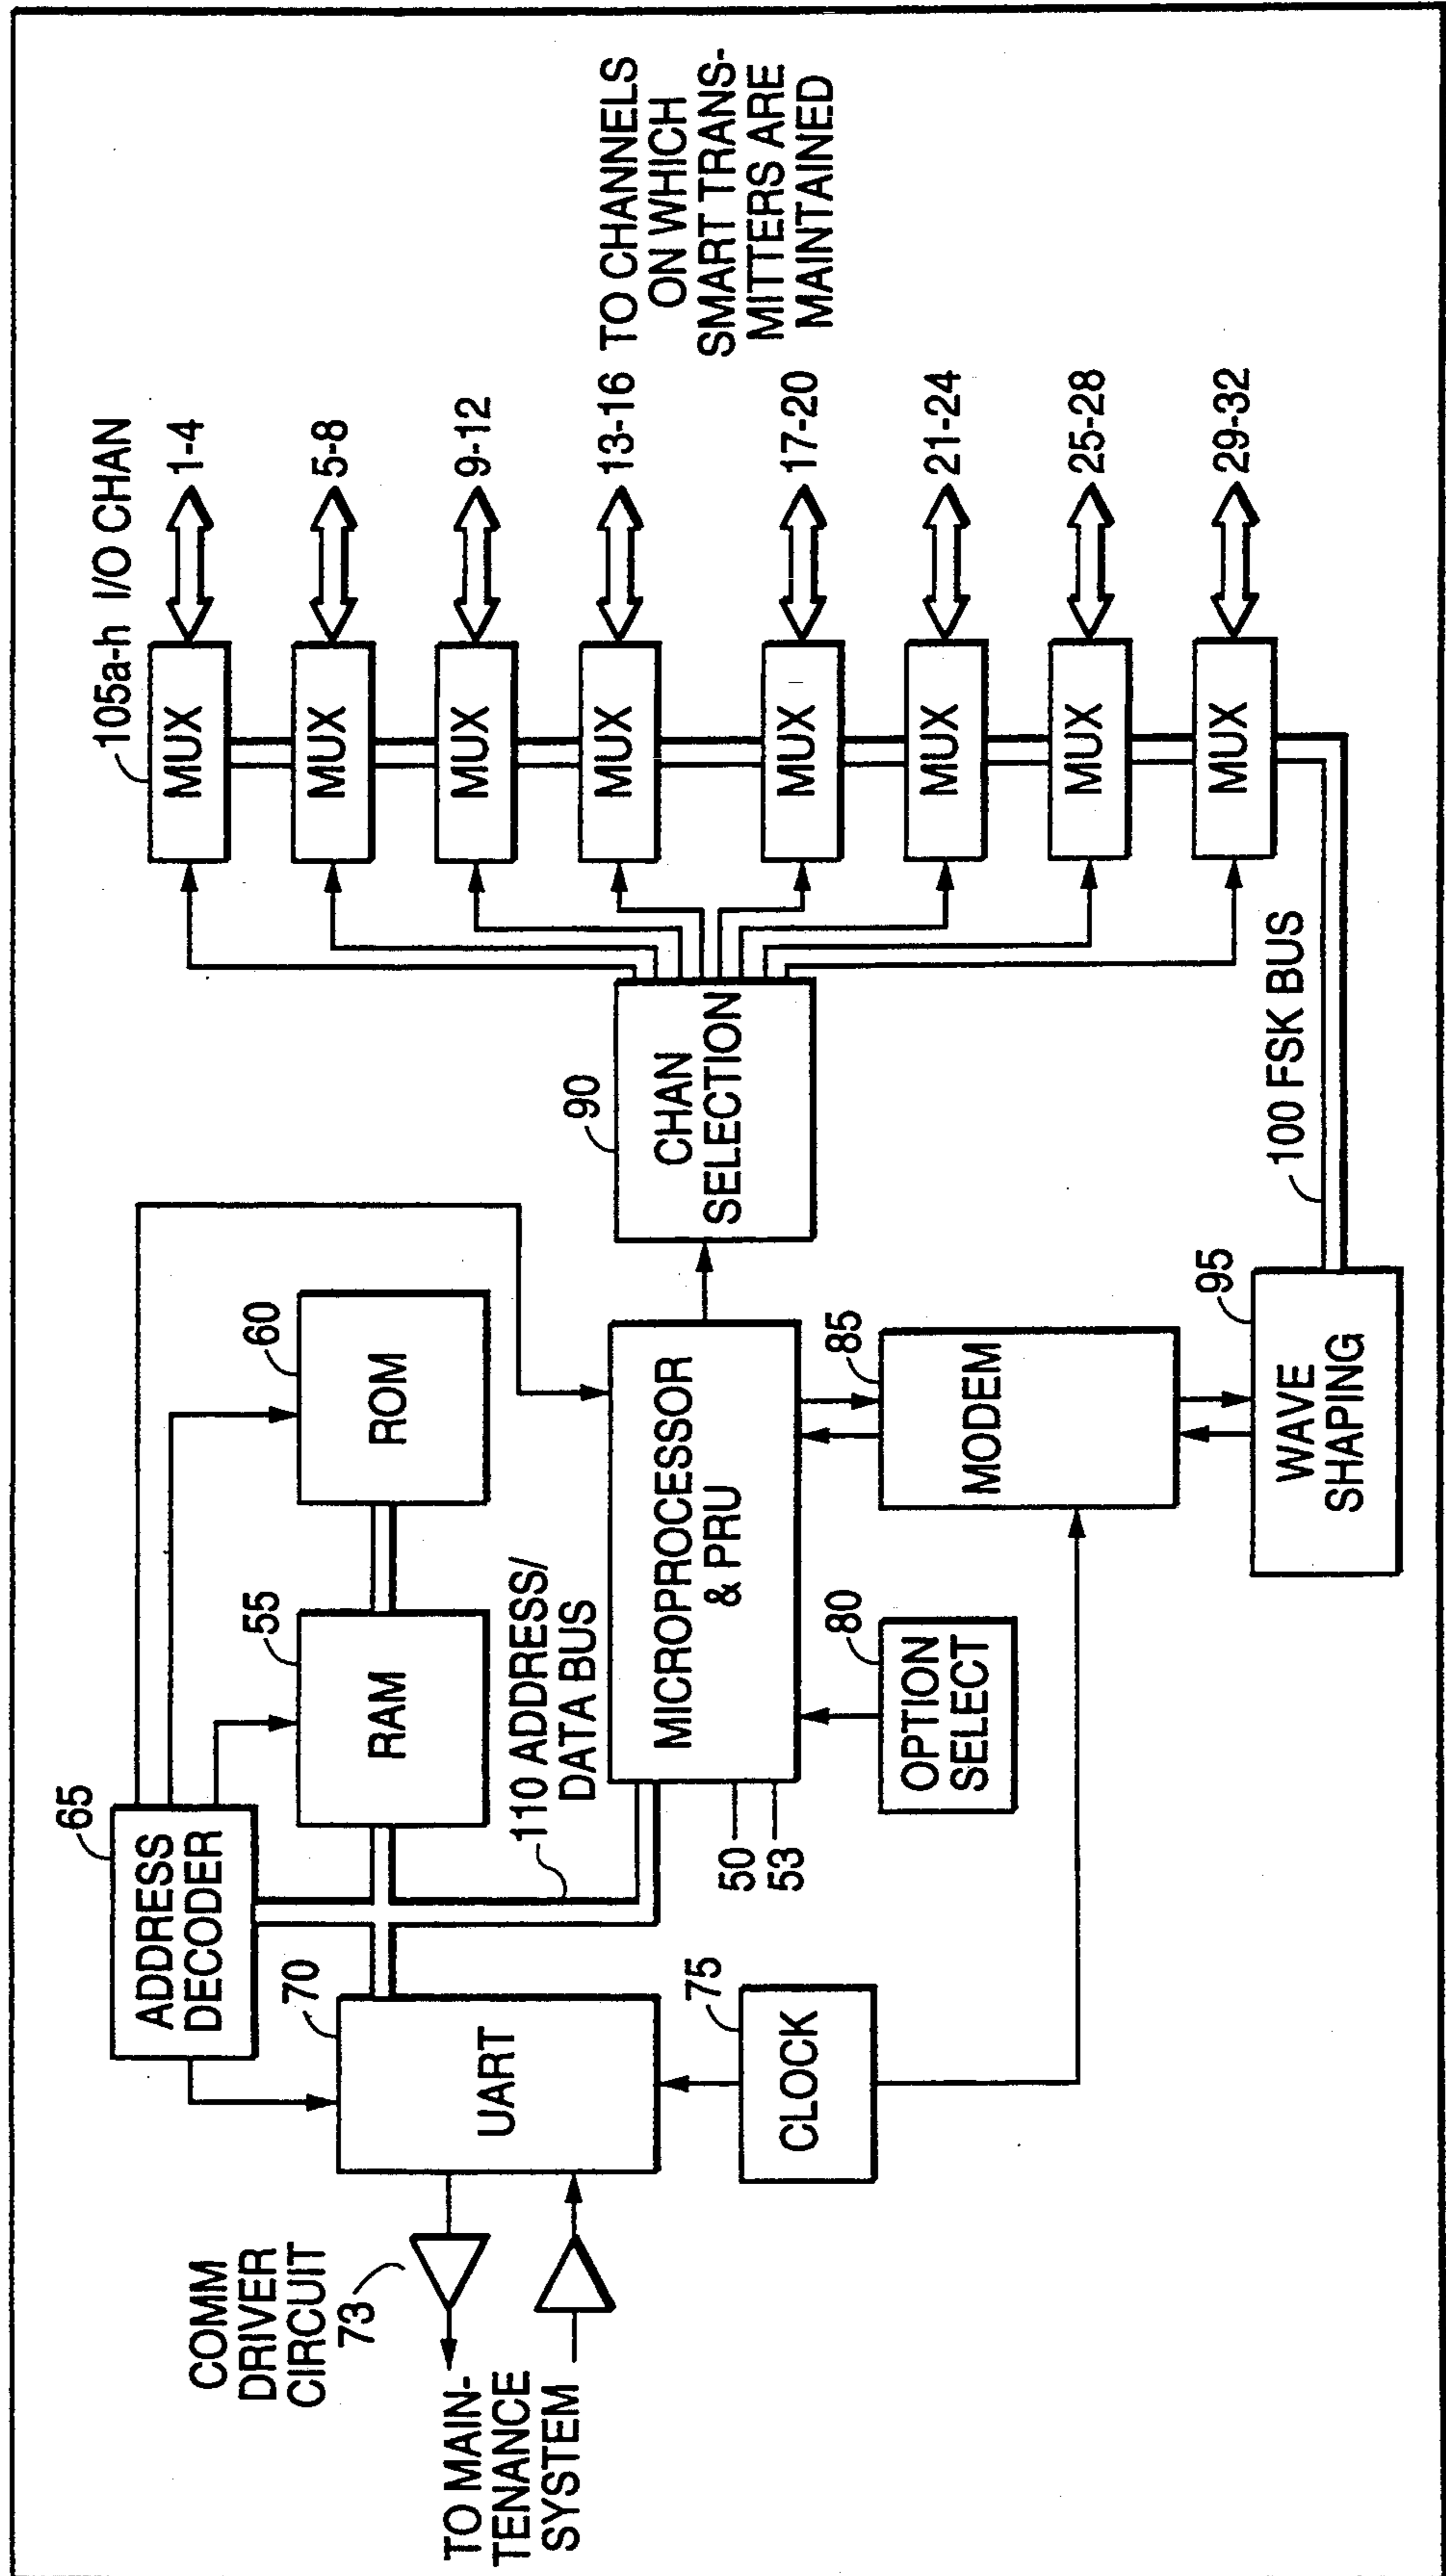 COMM
DRIVER
CIRCUIT
73
TO MAIN-
TENANCE
SYSTEM
65
ADDRESS
DECODER
70
UART
75
CLOCK
55
RAM
60
ROM
110 ADDRESS/
DATA BUS
MICROPROCESSOR
& PRU
50
53
80
OPTION
SELECT
85
MODEM
95
WAVE
SHAPING
90
CHAN
SELECTION
100 FSK BUS
105a-h I/O CHAN
MUX
1-4
MUX
5-8
MUX
9-12
MUX
13-16
MUX
17-20
MUX
21-24
MUX
25-28
MUX
29-32
TO CHANNELS
ON WHICH
SMART TRANS-
MITTERS ARE
MAINTAINED